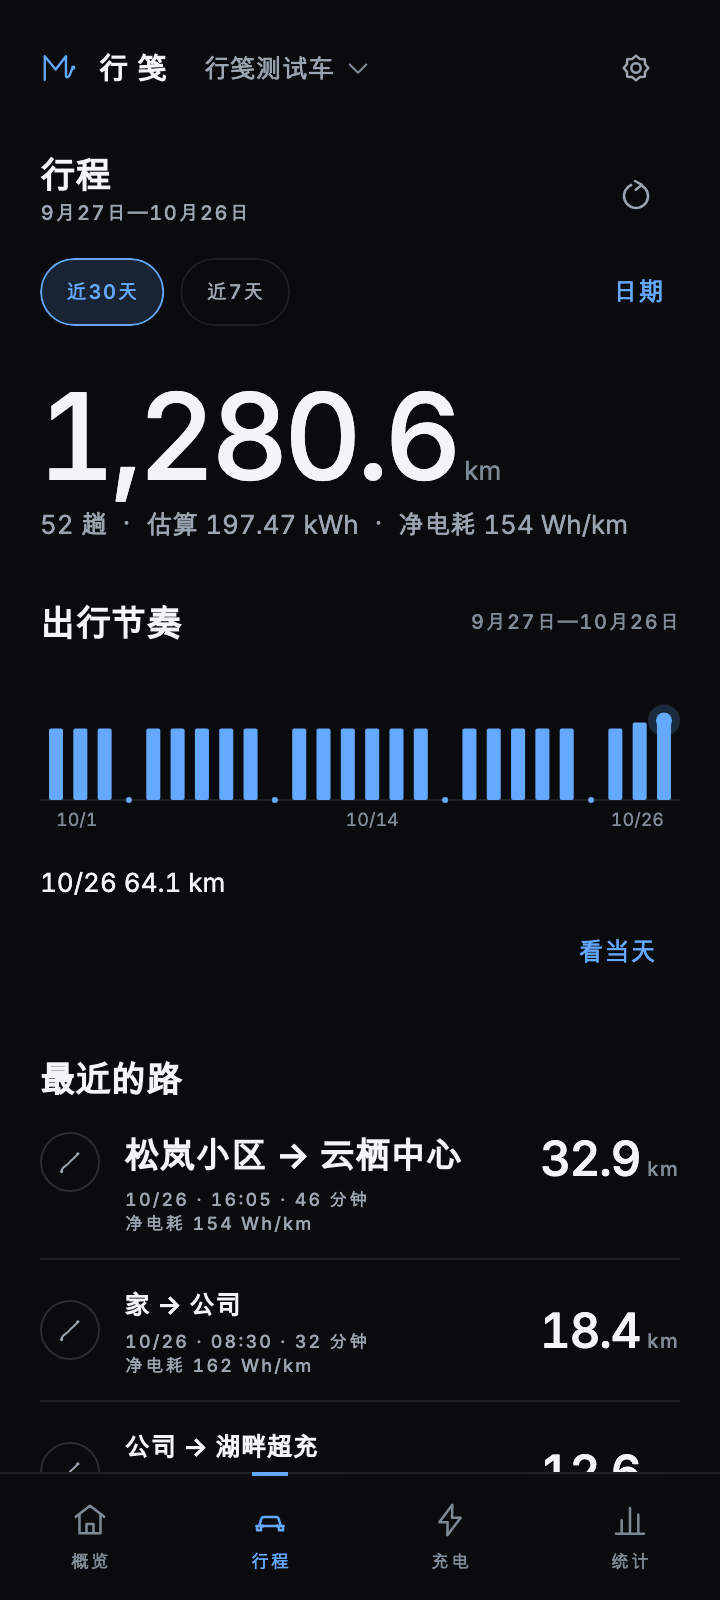 行笺 行笺测试车
行程
9月27日—10月26日
近30天 近7天 日期
1,280.6 km
52 趟 · 估算 197.47 kWh · 净电耗 154 Wh/km
出行节奏 9月27日—10月26日
10/1 10/14 10/26
10/26 64.1 km
看当天
最近的路
松岚小区 → 云栖中心 32.9 km
10/26 · 16:05 · 46 分钟
净电耗 154 Wh/km
家 → 公司 18.4 km
10/26 · 08:30 · 32 分钟
净电耗 162 Wh/km
公司 → 湖畔超充 12.6
概览 行程 充电 统计